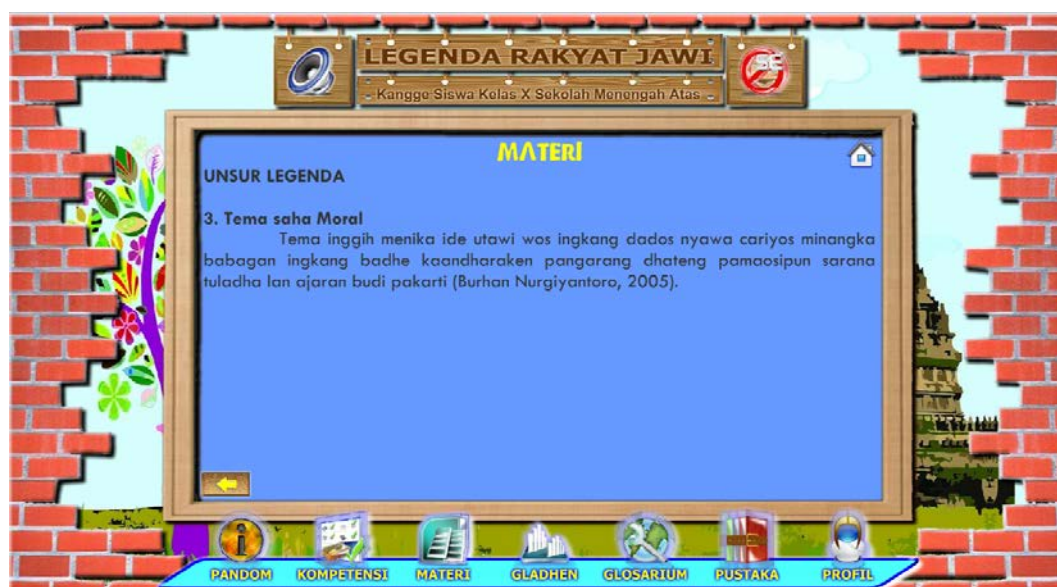 LEGENDA RAKYAT JAWI
Kangge Siswa Kelas X Sekolah Menengah Atas
SE
MATERI
UNSUR LEGENDA
3. Tema saha Moral
Tema inggih menika ide utawi wos ingkang dados nyawa cariyos minangka
babagan ingkang badhe kaandharaken pangarang dhateng pamaosipun sarana
tuladha lan ajaran budi pakarti (Burhan Nurgiyantoro, 2005).
PANDOM KOMPETENSI MATERI GLADHEN GLOSARIUM PUSTAKA PROFIL